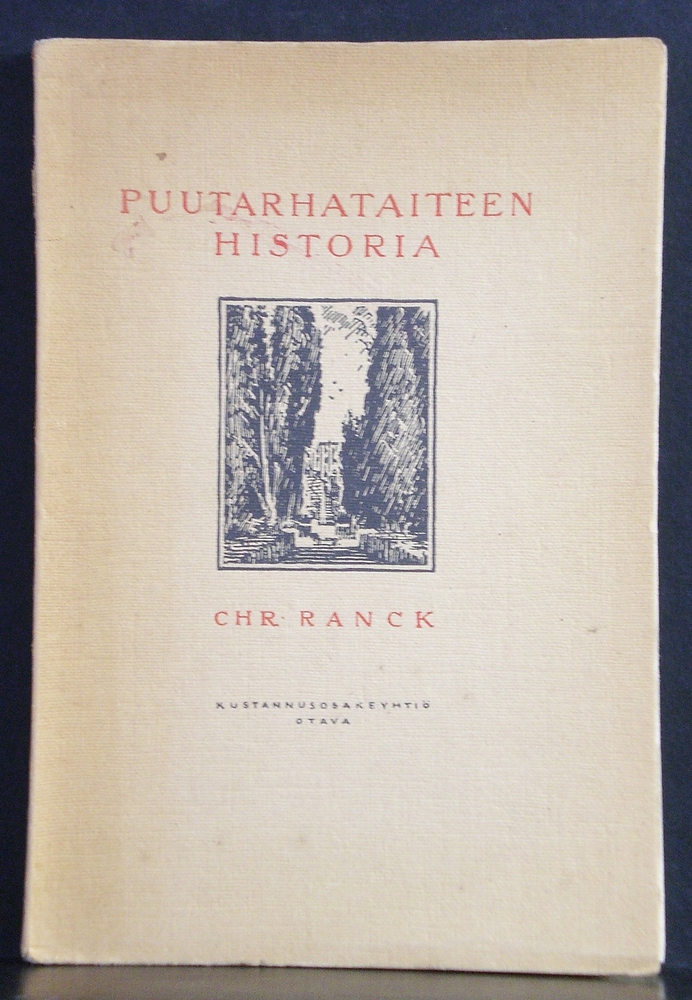 PUUTARHATAITEEN
HISTORIA
CHR· RANCK
KUSTANNUSOSAKEYHTIÖ
OTAVA